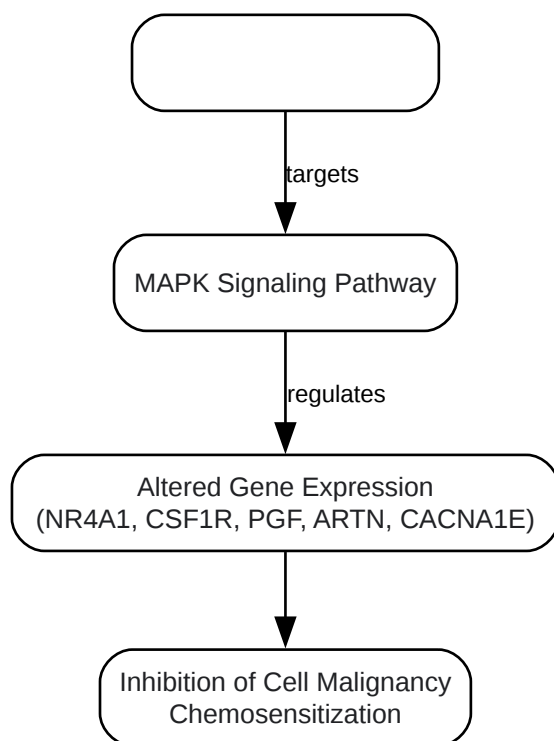 targets
MAPK Signaling Pathway
regulates
Altered Gene Expression
(NR4A1, CSF1R, PGF, ARTN, CACNA1E)
Inhibition of Cell Malignancy
Chemosensitization